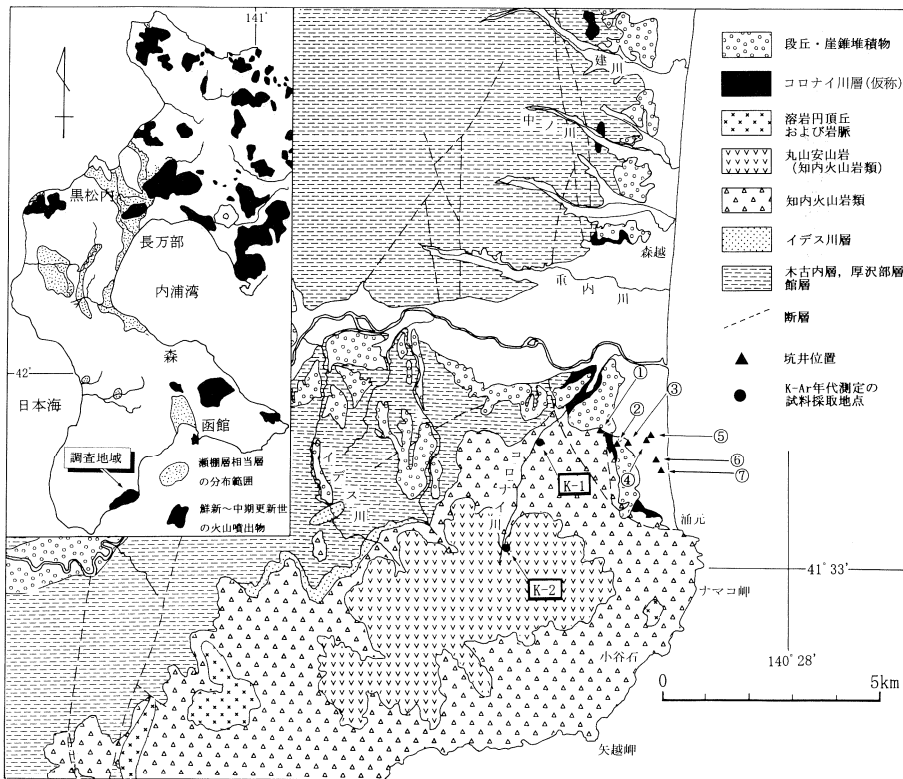 141°
黒松内
長万部
内浦湾
森
42°
日本海
函館
調査地域
瀬棚層相当層
の分布範囲
鮮新〜中期更新世
の火山噴出物
建
川
中ノ川
森越
重内
川
イデス
川
コロナイ川
K-1
K-2
①
②
③
④
⑤
⑥
⑦
涌元
41°33′
ナマコ岬
小谷石
140°28′
矢越岬
0
5km
段丘・崖錐堆積物
コロナイ川層(仮称)
溶岩円頂丘
および岩脈
丸山安山岩
(知内火山岩類)
知内火山岩類
イデス川層
木古内層,厚沢部層
館層
断層
坑井位置
K-Ar年代測定の
試料採取地点